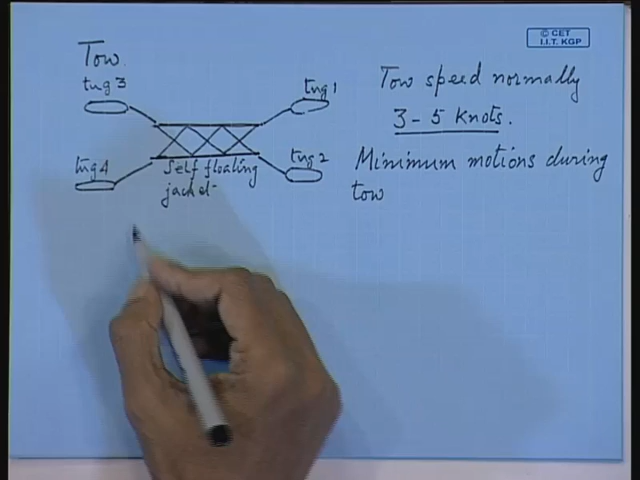 © CET
I.I.T. KGP
Tow.
tug 3
tug 1
Tow speed normally
3 - 5 Knots.
Minimum motions during
tow
tug 4
Self floating
jacket
tug 2